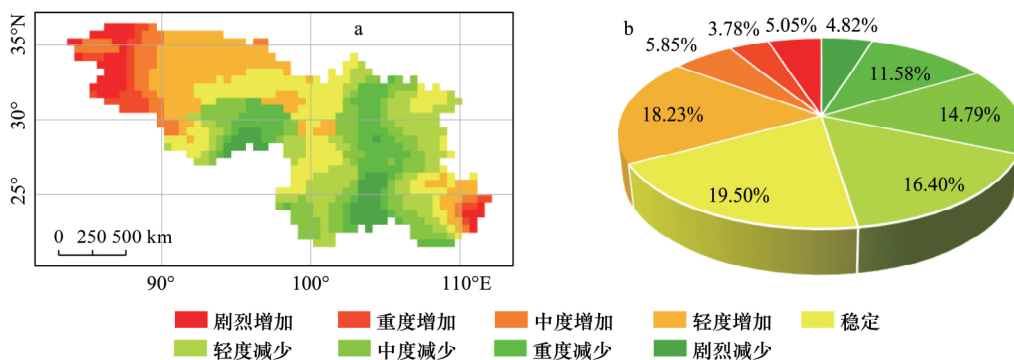 a
35°N
30°
25°
0 250 500 km
90°
100°
110°E
b
3.78%
5.05%
4.82%
5.85%
11.58%
18.23%
14.79%
19.50%
16.40%
剧烈增加
重度增加
中度增加
轻度增加
稳定
轻度减少
中度减少
重度减少
剧烈减少